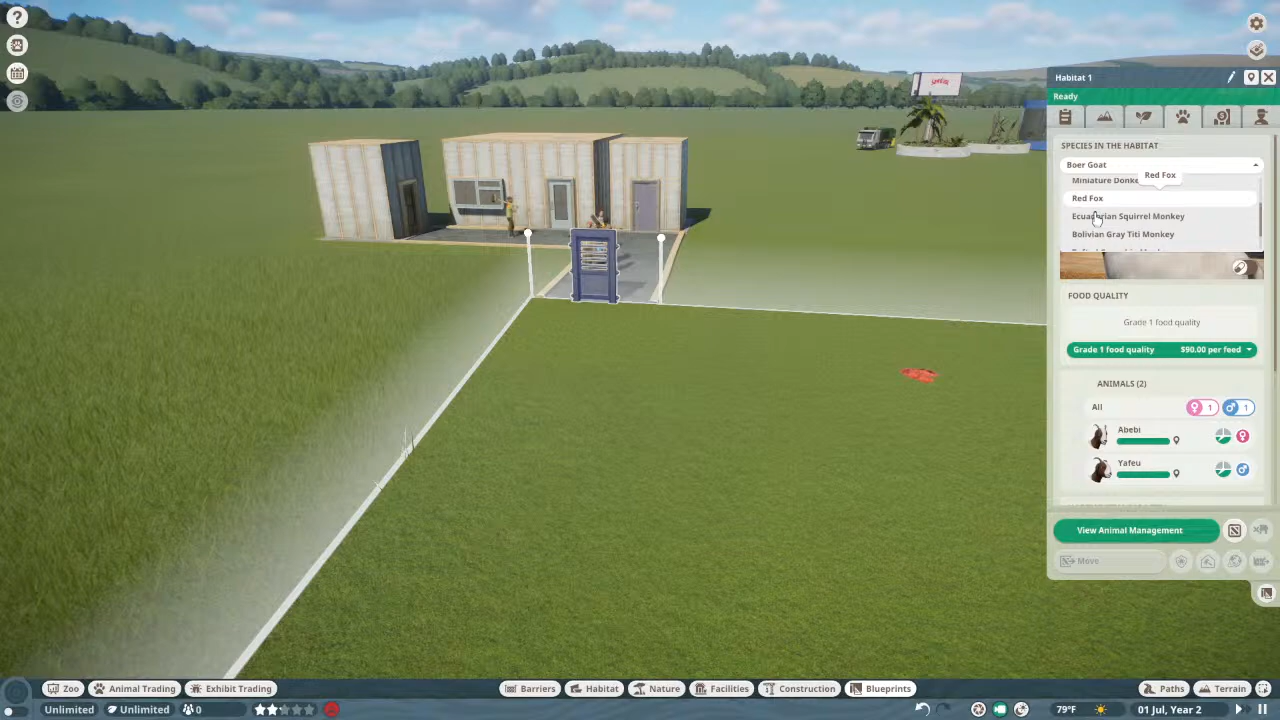 ?
Habitat 1
Ready
SPECIES IN THE HABITAT
Boer Goat
Red Fox
Miniature Donke
Red Fox
Ecuadorian Squirrel Monkey
Bolivian Gray Titi Monkey
FOOD QUALITY
Grade 1 food quality
Grade 1 food quality $90.00 per feed
ANIMALS (2)
All 1 1
Abebi
Yafeu
View Animal Management
Move
Zoo Animal Trading Exhibit Trading Barriers Habitat Nature Facilities Construction Blueprints Paths Terrain
Unlimited Unlimited 0 79°F 01 Jul, Year 2